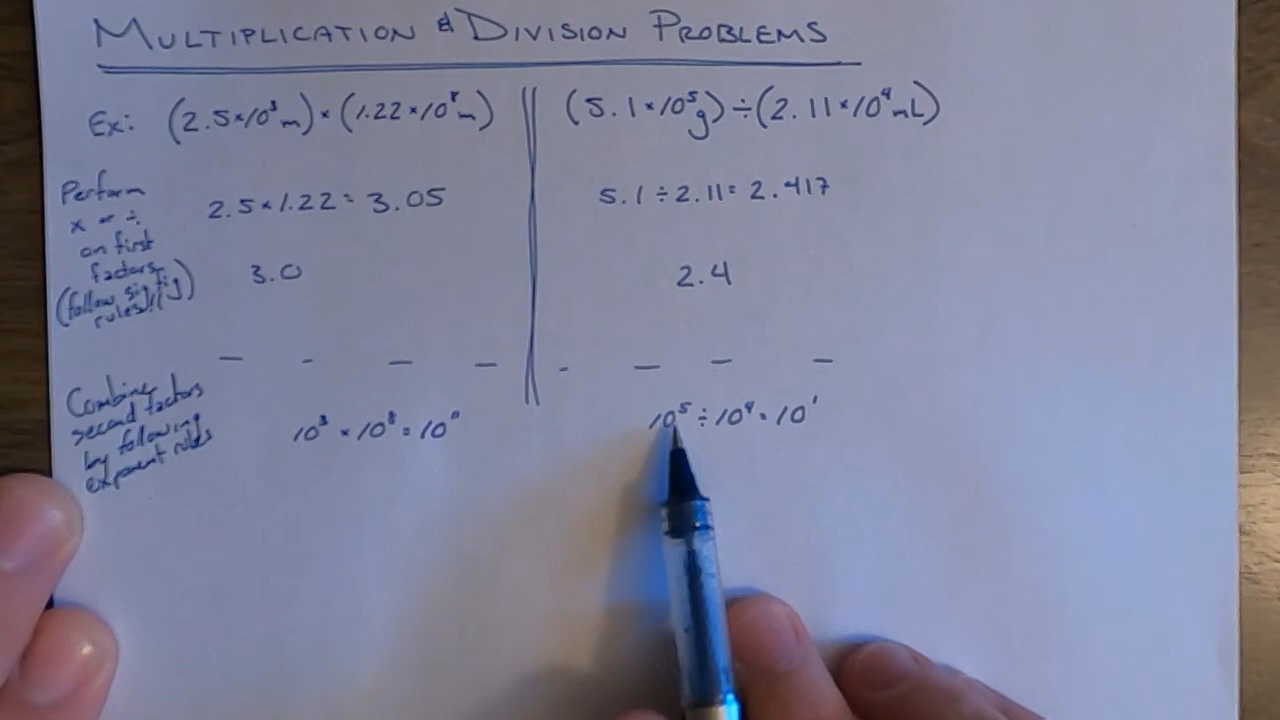 MULTIPLICATION & DIVISION PROBLEMS
Ex: (2.5×10³m)×(1.22×10⁸m) (5.1×10⁵g)÷(2.11×10⁴mL)
Perform
× or ÷
on first
factors
(follow sig fig
rules!!)
2.5×1.22=3.05
3.0
5.1÷2.11=2.417
2.4
Combine
second factors
by following
exponent rules
10³×10⁸=10¹¹
10⁵÷10⁴=10¹